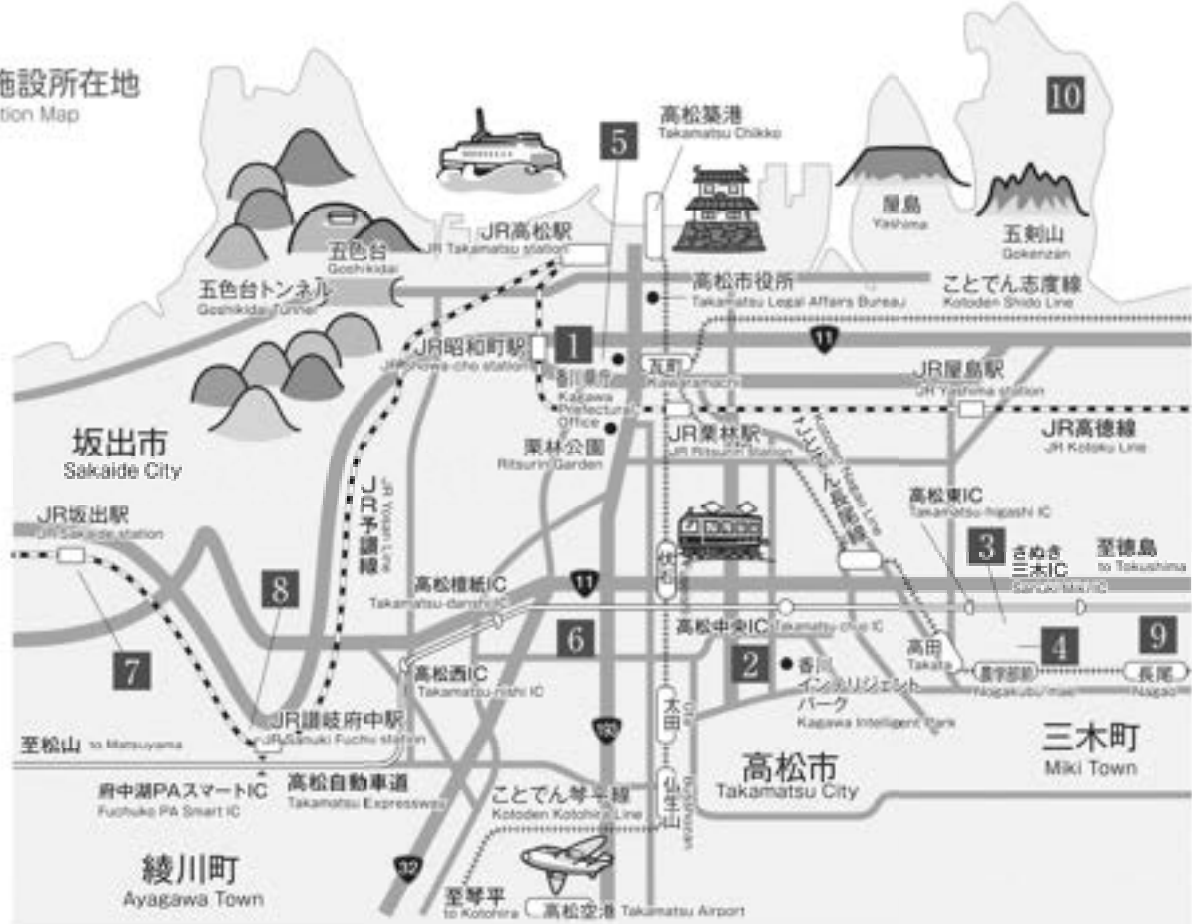 施設所在地
tion Map
10
高松築港
Takamatsu Chikko
5
屋島
Yashima
五剣山
Gokenzan
JR高松駅
JR Takamatsu station
五色台
Goshikidai
五色台トンネル
Goshikidai Tunnel
高松市役所
Takamatsu Legal Affairs Bureau
ことでん志度線
Kotoden Shido Line
11
1
JR昭和町駅
JR Showa-cho station
瓦町
Kawaramachi
香川県庁
Kagawa
Prefectural
Office
JR屋島駅
JR Yashima station
栗林公園
Ritsurin Garden
JR栗林駅
JR Ritsurin Station
JR高徳線
JR Kotoku Line
Kotoden Nagao Line
坂出市
Sakaide City
JR予讃線
JR Yosan Line
JR坂出駅
JR Sakaide station
高松東IC
Takamatsu-higashi IC
3
さぬき
三木IC
Sanuki Miki IC
至徳島
to Tokushima
8
高松檀紙IC
Takamatsu-danshi IC
11
伏石
7
6
高松中央IC
Takamatsu-chuo IC
2
香川
インテリジェント
パーク
Kagawa Intelligent Park
高田
Takata
4
農学部前
Nogakubu-mae
9
長尾
Nagao
高松西IC
Takamatsu-nishi IC
太田
Ota
JR讃岐府中駅
JR Sanuki Fuchu station
至松山
to Matsuyama
193
三木町
Miki Town
高松市
Takamatsu City
府中湖PAスマートIC
Fuchuko PA Smart IC
高松自動車道
Takamatsu Expressway
ことでん琴平線
Kotoden Kotohira Line
仏生山
Busshozan
綾川町
Ayagawa Town
32
至琴平
to Kotohira
高松空港
Takamatsu Airport